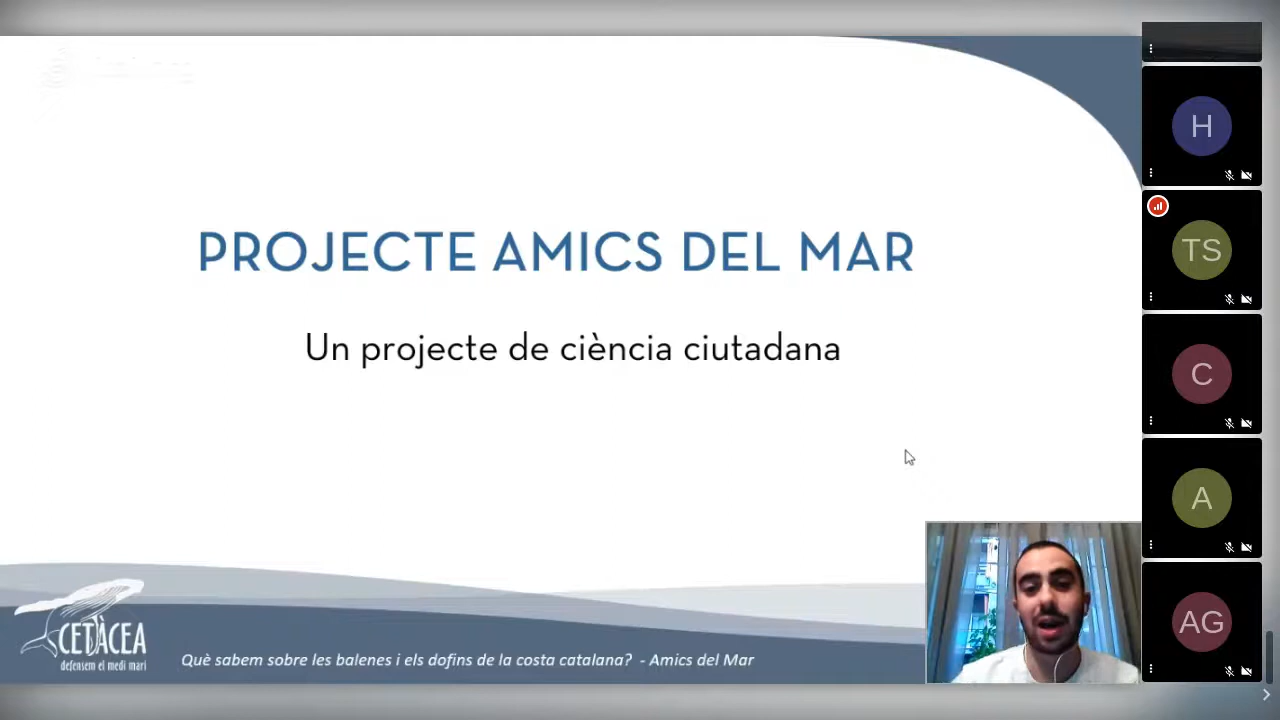 PROJECTE AMICS DEL MAR
Un projecte de ciència ciutadana
CETÀCEA
defensem el medi marí
Què sabem sobre les balenes i els dofins de la costa catalana? - Amics del Mar
H
TS
C
A
AG